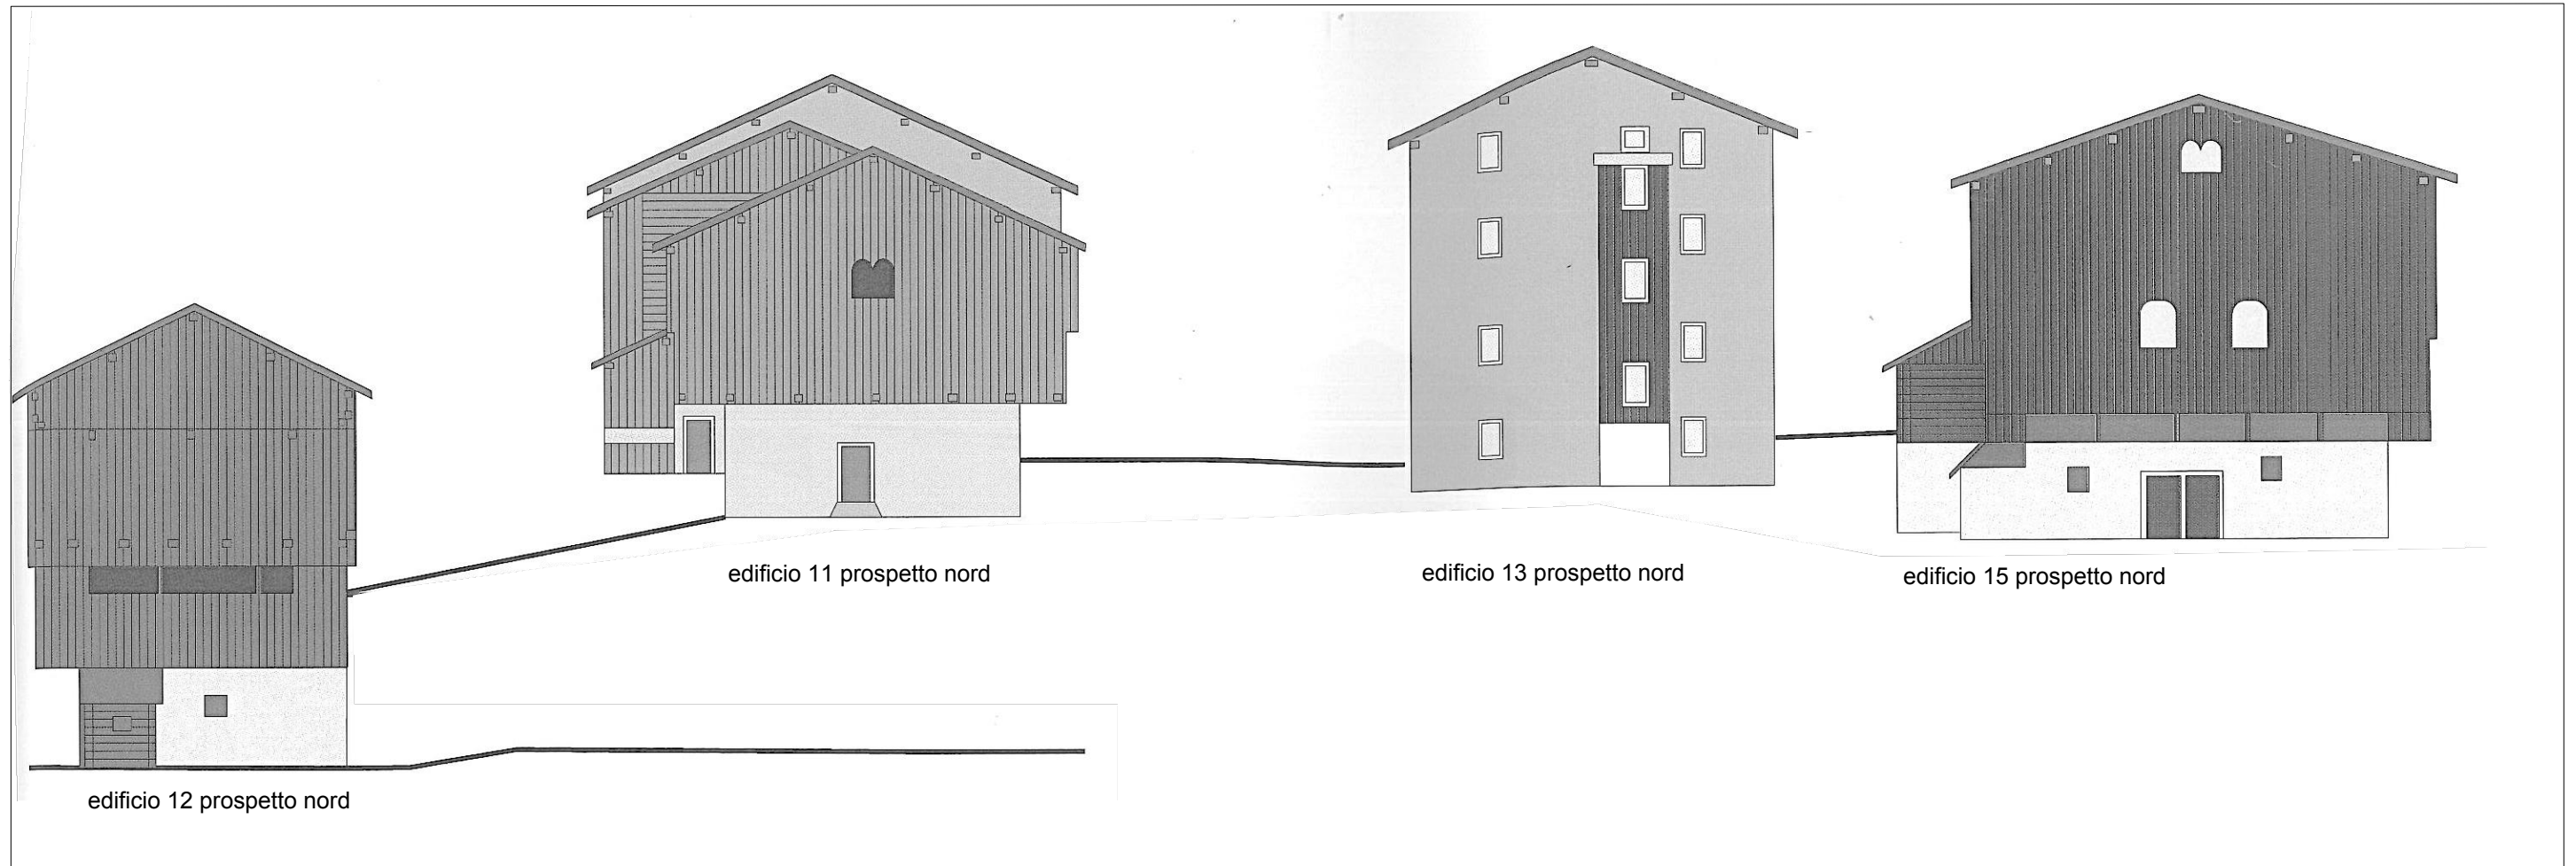 edificio 11 prospetto nord
edificio 13 prospetto nord
edificio 15 prospetto nord
edificio 12 prospetto nord